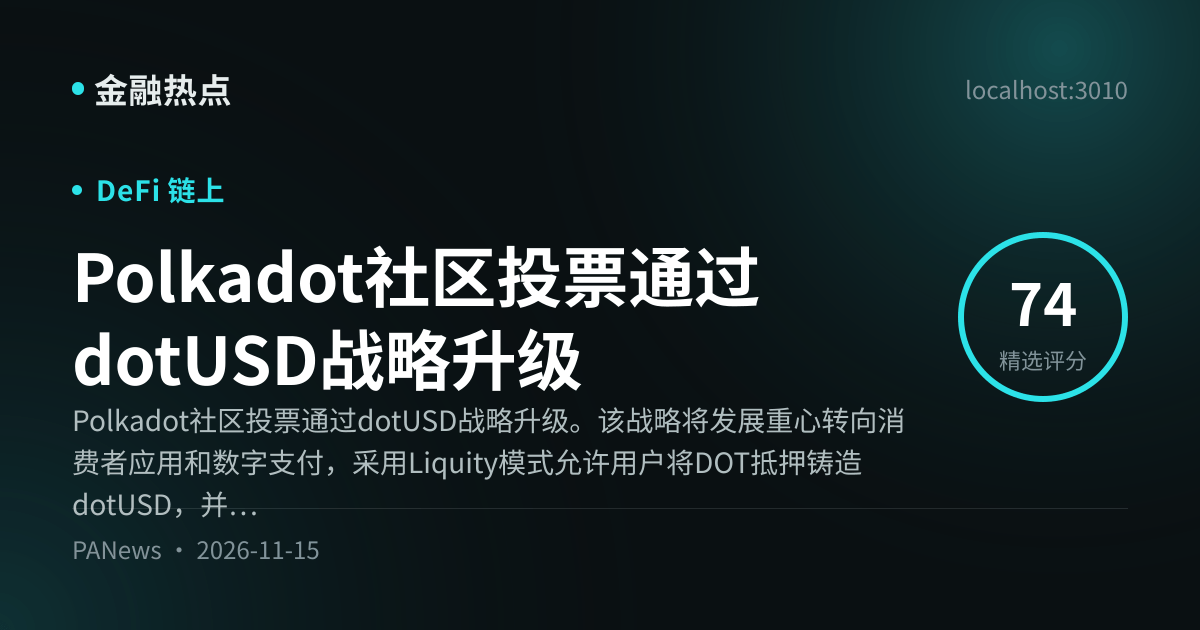 金融热点
localhost:3010
DeFi 链上
Polkadot社区投票通过
dotUSD战略升级
74
精选评分
Polkadot社区投票通过dotUSD战略升级。该战略将发展重心转向消
费者应用和数字支付，采用Liquity模式允许用户将DOT抵押铸造
dotUSD，并…
PANews · 2026-11-15